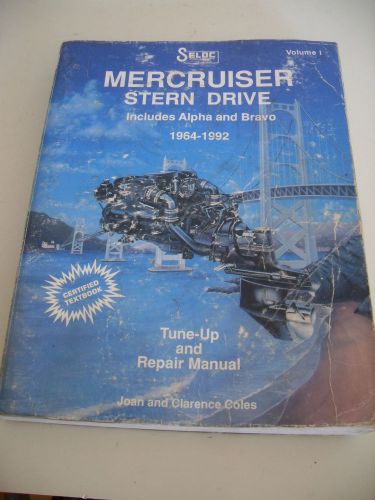 SELOC
Volume I
MERCRUISER
STERN DRIVE
Includes Alpha and Bravo
1964-1992
CERTIFIED
TEXTBOOK
Tune-Up
and
Repair Manual
Joan and Clarence Coles